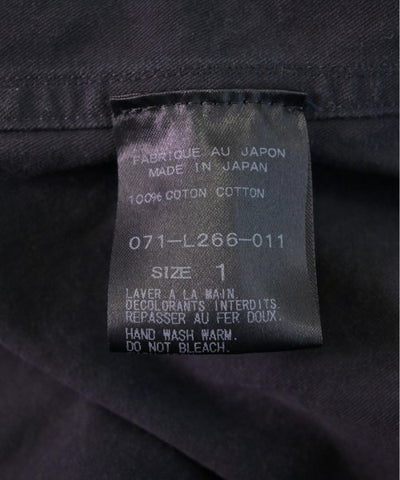 FABRIQUE AU JAPON
MADE IN JAPAN
100% COTON COTTON
071-L266-011
SIZE 1
LAVER A LA MAIN.
DECOLORANTS INTERDITS.
REPASSER AU FER DOUX.
HAND WASH WARM.
DO NOT BLEACH.